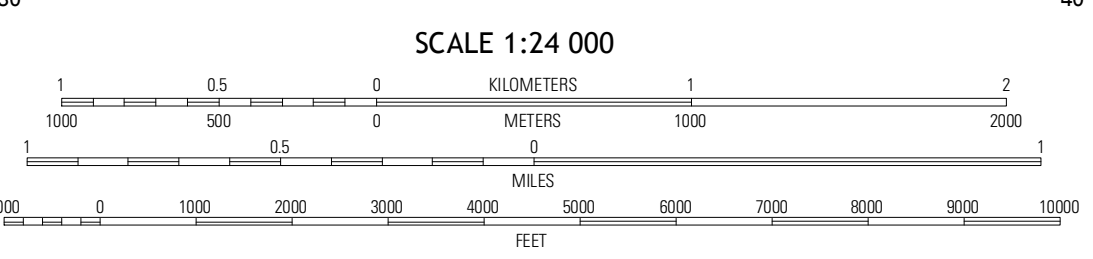 SCALE 1:24 000
1 0.5 0 KILOMETERS 1 2
1000 500 0 METERS 1000 2000
1 0.5 0 1
MILES
0 1000 2000 3000 4000 5000 6000 7000 8000 9000 10000
FEET